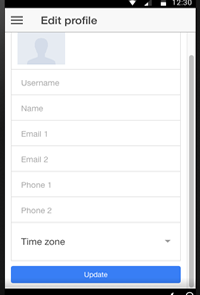 12:30
Edit profile
Username
Name
Email 1
Email 2
Phone 1
Phone 2
Time zone
Update